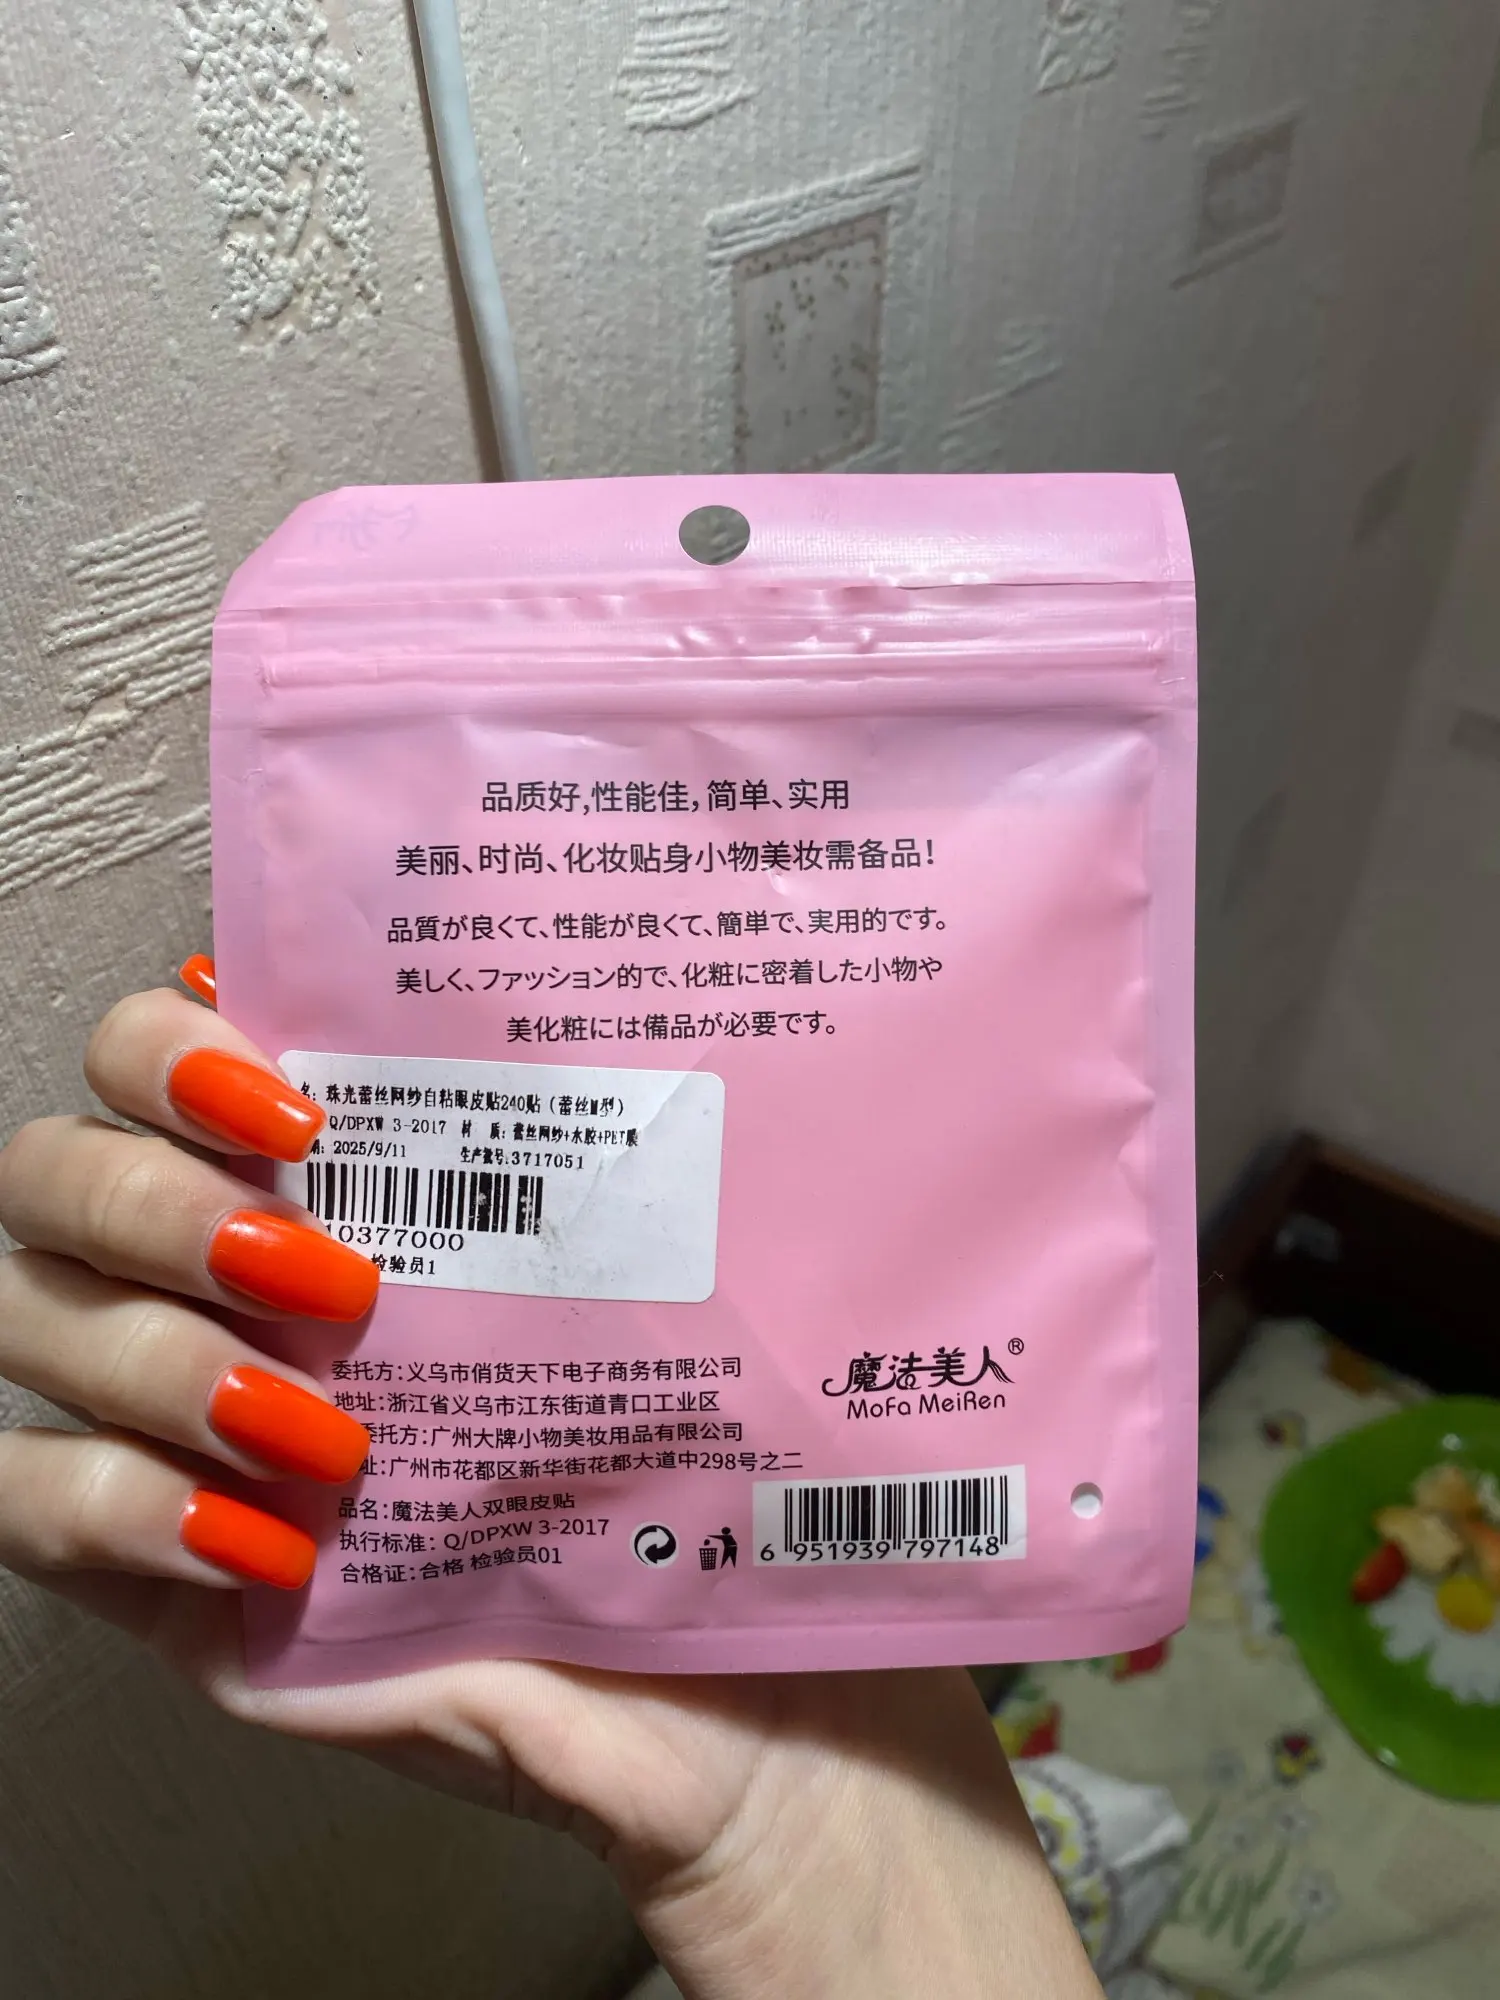 品质好,性能佳,简单、实用
美丽、时尚、化妆贴身小物美妆需备品!
品質が良くて、性能が良くて、簡単で、実用的です。
美しく、ファッション的で、化粧に密着した小物や
美化粧には備品が必要です。
名: 珠光蕾丝网纱自粘眼皮贴240贴 (蕾丝M型)
Q/DPXW 3-2017 材 质: 蕾丝网纱+水胶+PET膜
期: 2025/9/11 生产批号:3717051
10377000
检验员1
委托方:义乌市俏货天下电子商务有限公司
地址:浙江省义乌市江东街道青口工业区
委托方:广州大牌小物美妆用品有限公司
址:广州市花都区新华街花都大道中298号之二
品名:魔法美人双眼皮贴
执行标准: Q/DPXW 3-2017
合格证:合格 检验员01
魔法美人®
MoFa MeiRen
6 951939 797148